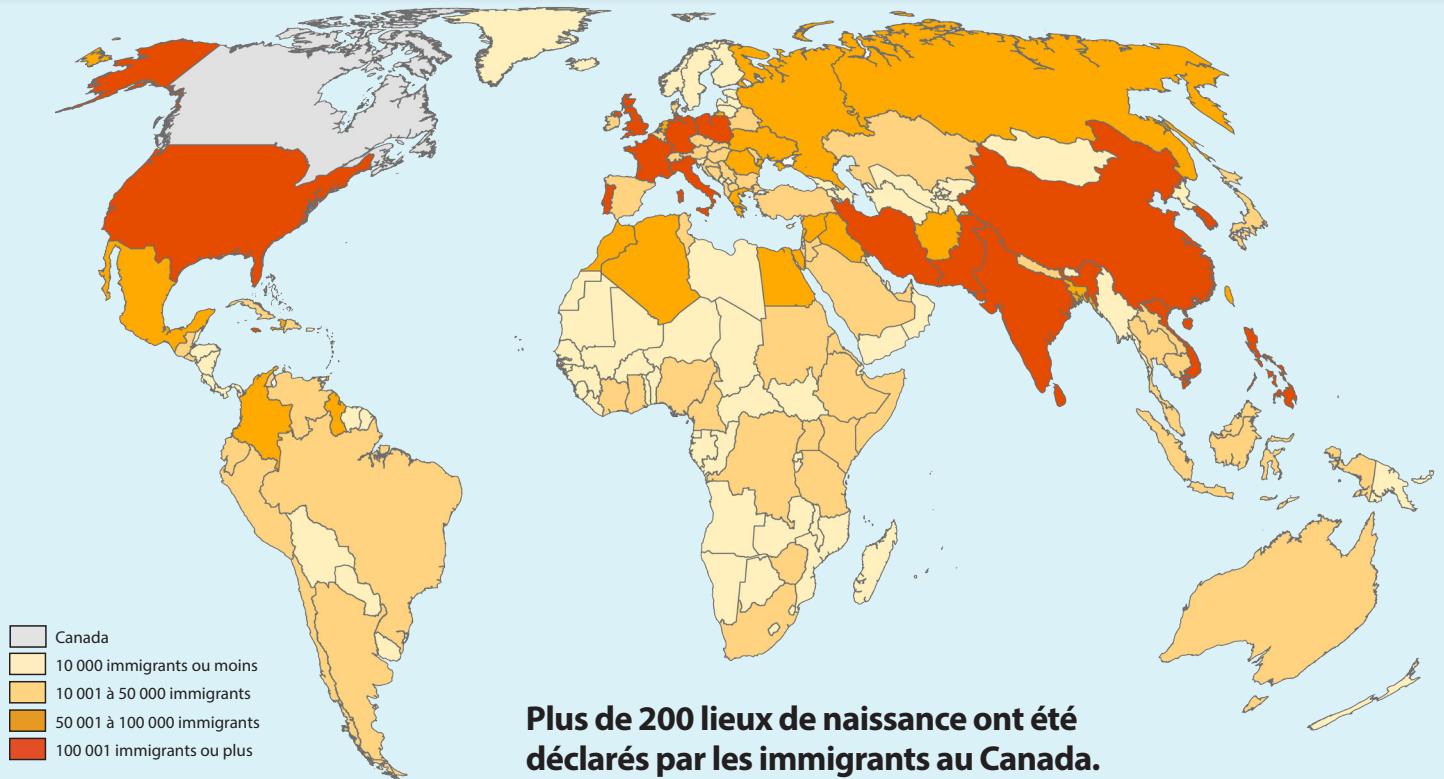 Canada
10 000 immigrants ou moins
10 001 à 50 000 immigrants
50 001 à 100 000 immigrants
100 001 immigrants ou plus
Plus de 200 lieux de naissance ont été
déclarés par les immigrants au Canada.